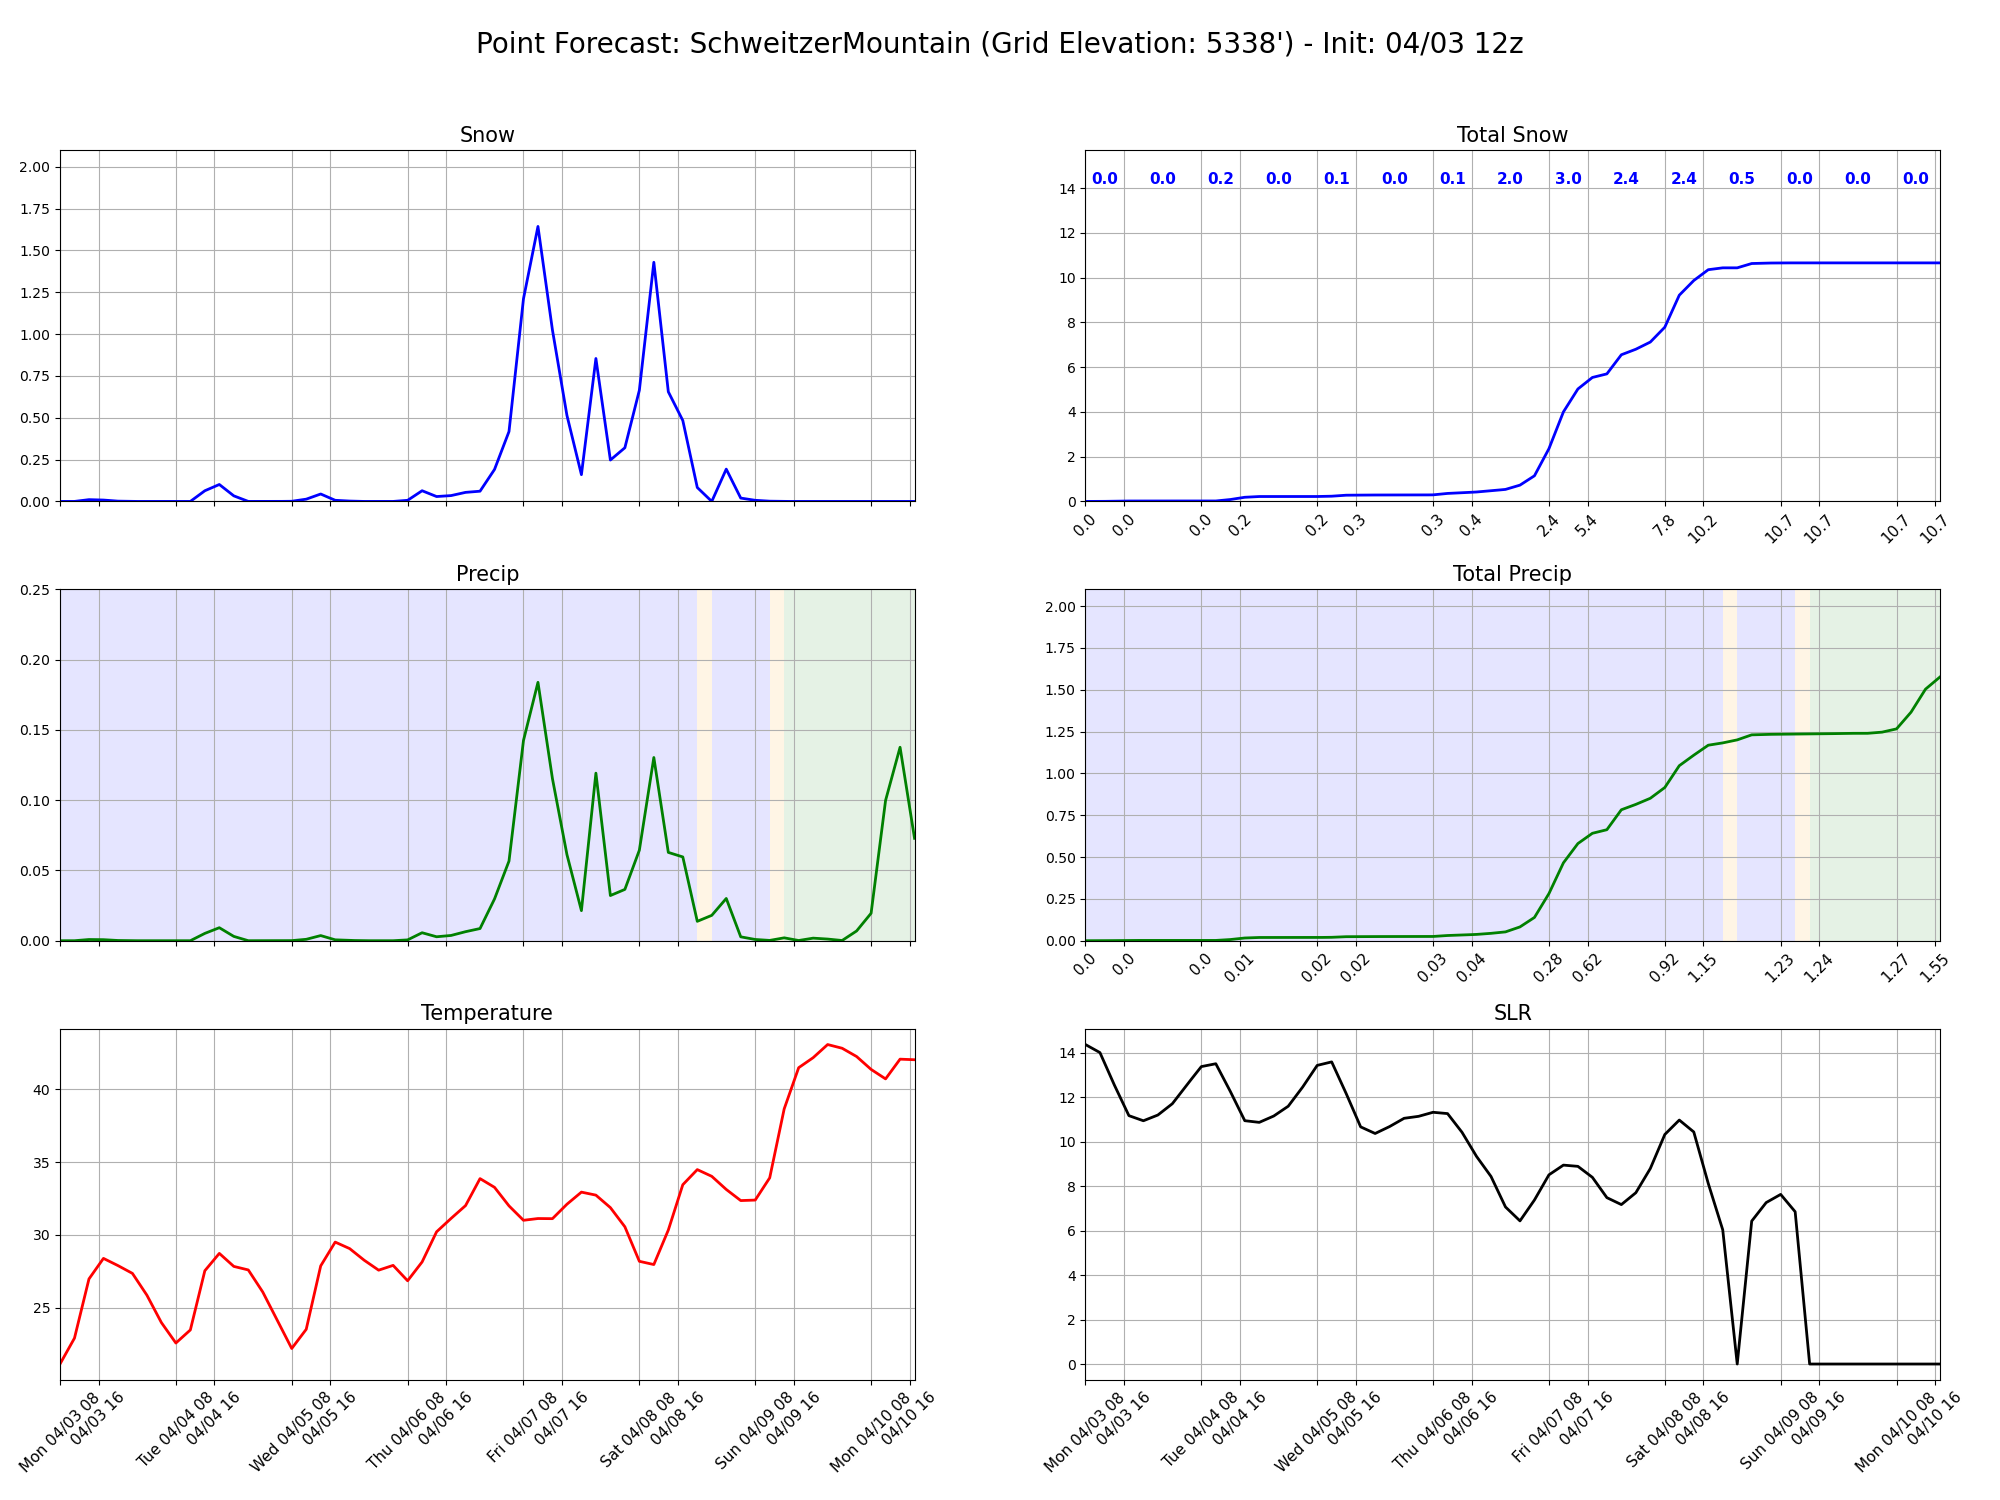 Point Forecast: SchweitzerMountain (Grid Elevation: 5338') - Init: 04/03 12z
Snow
2.00
1.75
1.50
1.25
1.00
0.75
0.50
0.25
0.00
Total Snow
0.0 0.0 0.2 0.0 0.1 0.0 0.1 2.0 3.0 2.4 2.4 0.5 0.0 0.0 0.0
14
12
10
8
6
4
2
0
0.0 0.0 0.0 0.2 0.2 0.3 0.3 0.4 2.4 5.4 7.8 10.2 10.7 10.7 10.7 10.7
Precip
0.25
0.20
0.15
0.10
0.05
0.00
Total Precip
2.00
1.75
1.50
1.25
1.00
0.75
0.50
0.25
0.00
0.0 0.0 0.0 0.01 0.02 0.02 0.03 0.04 0.28 0.62 0.92 1.15 1.23 1.24 1.27 1.55
Temperature
40
35
30
25
Mon 04/03 08
04/03 16
Tue 04/04 08
04/04 16
Wed 04/05 08
04/05 16
Thu 04/06 08
04/06 16
Fri 04/07 08
04/07 16
Sat 04/08 08
04/08 16
Sun 04/09 08
04/09 16
Mon 04/10 08
04/10 16
SLR
14
12
10
8
6
4
2
0
Mon 04/03 08
04/03 16
Tue 04/04 08
04/04 16
Wed 04/05 08
04/05 16
Thu 04/06 08
04/06 16
Fri 04/07 08
04/07 16
Sat 04/08 08
04/08 16
Sun 04/09 08
04/09 16
Mon 04/10 08
04/10 16